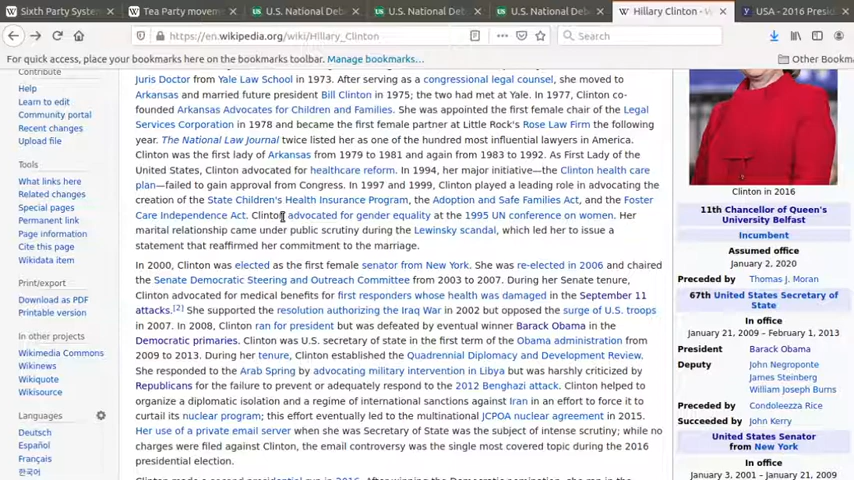 Sixth Party System
Tea Party movem
U.S. National Deb
U.S. National Deb
U.S. National Deb
Hillary Clinton - W
USA - 2016 Presid
https://en.wikipedia.org/wiki/Hillary_Clinton
Search
For quick access, place your bookmarks here on the bookmarks toolbar. Manage bookmarks...
Other Bookm
Contribute
Help
Learn to edit
Community portal
Recent changes
Upload file
Tools
What links here
Related changes
Special pages
Permanent link
Page information
Cite this page
Wikidata item
Print/export
Download as PDF
Printable version
In other projects
Wikimedia Commons
Wikinews
Wikiquote
Wikisource
Languages
Deutsch
Español
Français
한국어
Juris Doctor from Yale Law School in 1973. After serving as a congressional legal counsel, she moved to
Arkansas and married future president Bill Clinton in 1975; the two had met at Yale. In 1977, Clinton co-
founded Arkansas Advocates for Children and Families. She was appointed the first female chair of the Legal
Services Corporation in 1978 and became the first female partner at Little Rock's Rose Law Firm the following
year. The National Law Journal twice listed her as one of the hundred most influential lawyers in America.
Clinton was the first lady of Arkansas from 1979 to 1981 and again from 1983 to 1992. As First Lady of the
United States, Clinton advocated for healthcare reform. In 1994, her major initiative—the Clinton health care
plan—failed to gain approval from Congress. In 1997 and 1999, Clinton played a leading role in advocating the
creation of the State Children's Health Insurance Program, the Adoption and Safe Families Act, and the Foster
Care Independence Act. Clinton advocated for gender equality at the 1995 UN conference on women. Her
marital relationship came under public scrutiny during the Lewinsky scandal, which led her to issue a
statement that reaffirmed her commitment to the marriage.
In 2000, Clinton was elected as the first female senator from New York. She was re-elected in 2006 and chaired
the Senate Democratic Steering and Outreach Committee from 2003 to 2007. During her Senate tenure,
Clinton advocated for medical benefits for first responders whose health was damaged in the September 11
attacks.[2] She supported the resolution authorizing the Iraq War in 2002 but opposed the surge of U.S. troops
in 2007. In 2008, Clinton ran for president but was defeated by eventual winner Barack Obama in the
Democratic primaries. Clinton was U.S. secretary of state in the first term of the Obama administration from
2009 to 2013. During her tenure, Clinton established the Quadrennial Diplomacy and Development Review.
She responded to the Arab Spring by advocating military intervention in Libya but was harshly criticized by
Republicans for the failure to prevent or adequately respond to the 2012 Benghazi attack. Clinton helped to
organize a diplomatic isolation and a regime of international sanctions against Iran in an effort to force it to
curtail its nuclear program; this effort eventually led to the multinational JCPOA nuclear agreement in 2015.
Her use of a private email server when she was Secretary of State was the subject of intense scrutiny; while no
charges were filed against Clinton, the email controversy was the single most covered topic during the 2016
presidential election.
Clinton made a second presidential run in 2016. After winning the Democratic nomination, she ran in the
Clinton in 2016
11th Chancellor of Queen's
University Belfast
Incumbent
Assumed office
January 2, 2020
Preceded by Thomas J. Moran
67th United States Secretary of
State
In office
January 21, 2009 – February 1, 2013
President Barack Obama
Deputy John Negroponte
James Steinberg
William Joseph Burns
Preceded by Condoleezza Rice
Succeeded by John Kerry
United States Senator
from New York
In office
January 3, 2001 – January 21, 2009